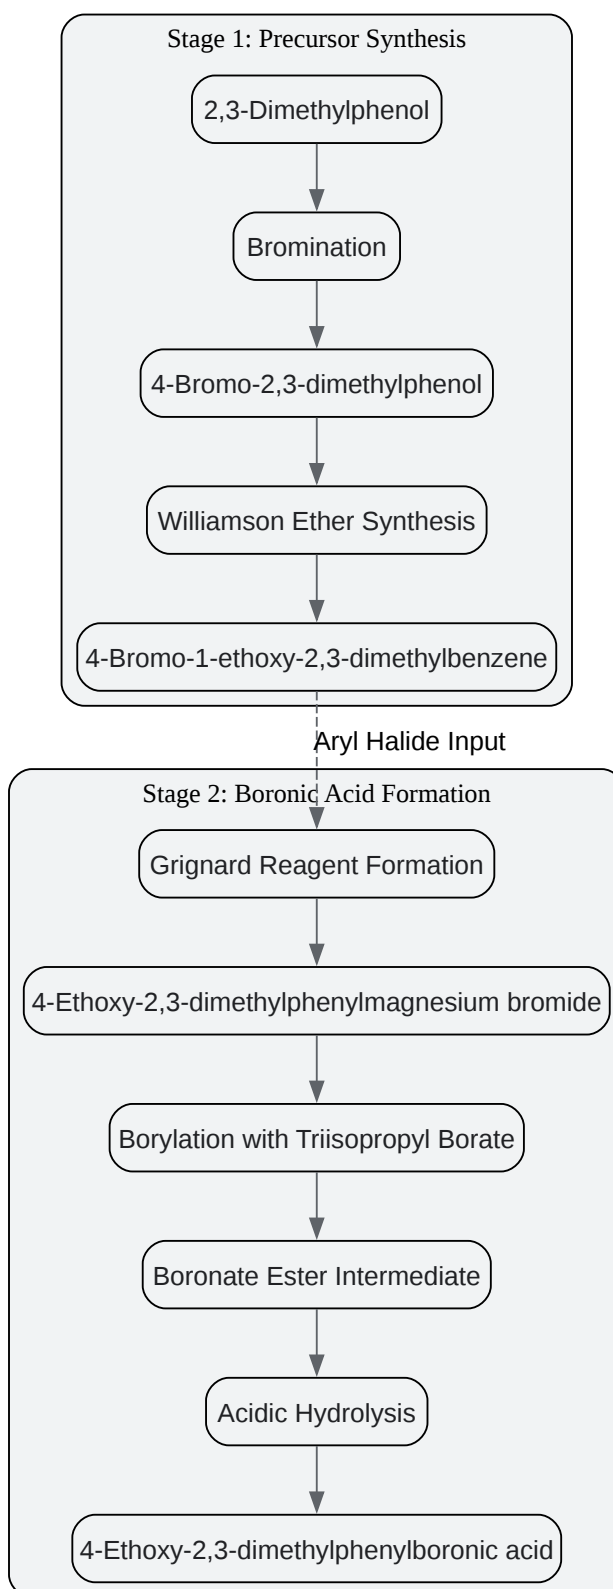 Stage 1: Precursor Synthesis
2,3-Dimethylphenol
Bromination
4-Bromo-2,3-dimethylphenol
Williamson Ether Synthesis
4-Bromo-1-ethoxy-2,3-dimethylbenzene
Aryl Halide Input
Stage 2: Boronic Acid Formation
Grignard Reagent Formation
4-Ethoxy-2,3-dimethylphenylmagnesium bromide
Borylation with Triisopropyl Borate
Boronate Ester Intermediate
Acidic Hydrolysis
4-Ethoxy-2,3-dimethylphenylboronic acid